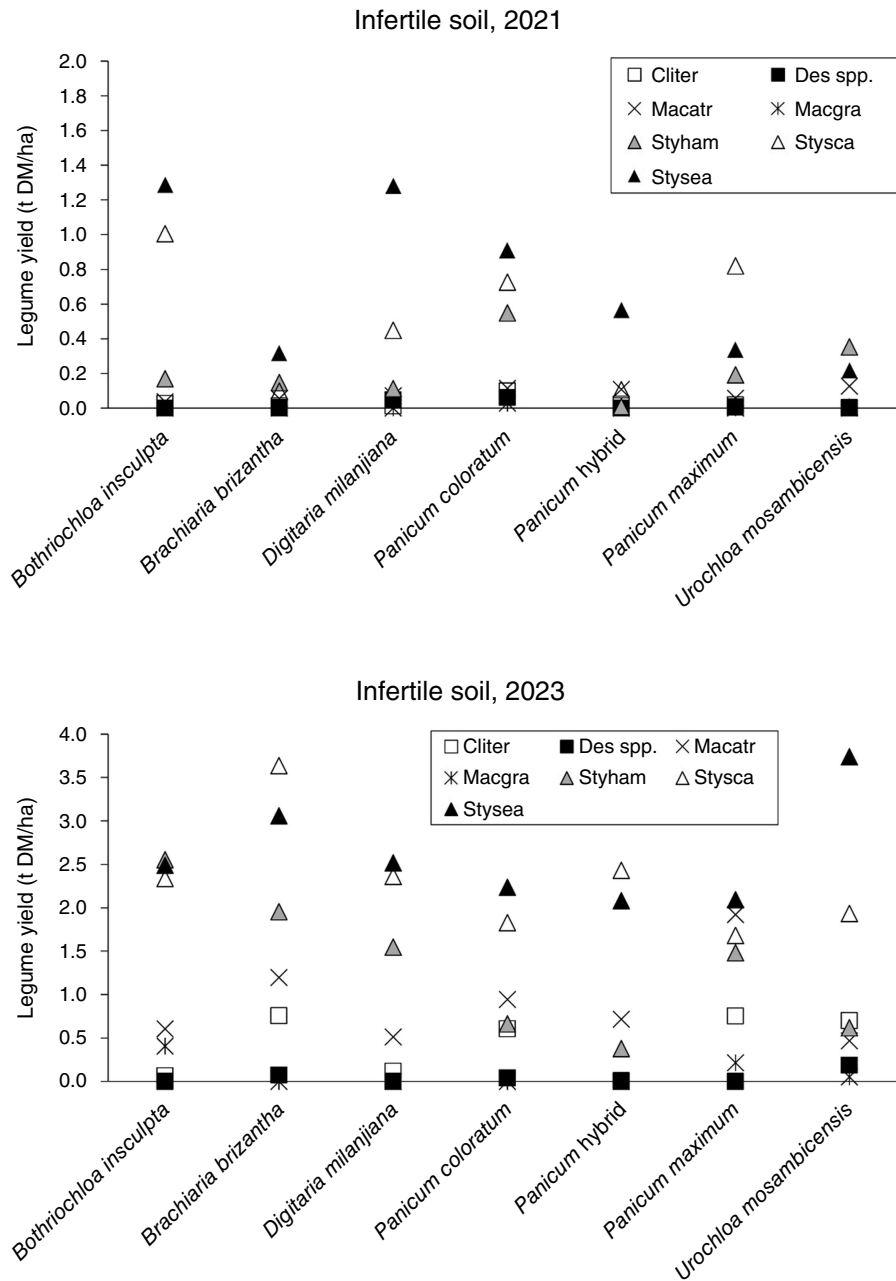 Infertile soil, 2021
Legume yield (t DM/ha)
2.0
1.8
1.6
1.4
1.2
1.0
0.8
0.6
0.4
0.2
0.0
Cliter Des spp.
Macatr Macgra
Styham Stysca
Stysea
Bothriochloa insculpta
Brachiaria brizantha
Digitaria milanjiana
Panicum coloratum
Panicum hybrid
Panicum maximum
Urochloa mosambicensis
Infertile soil, 2023
Legume yield (t DM/ha)
4.0
3.5
3.0
2.5
2.0
1.5
1.0
0.5
0.0
Cliter Des spp. Macatr
Macgra Styham Stysca
Stysea
Bothriochloa insculpta
Brachiaria brizantha
Digitaria milanjiana
Panicum coloratum
Panicum hybrid
Panicum maximum
Urochloa mosambicensis